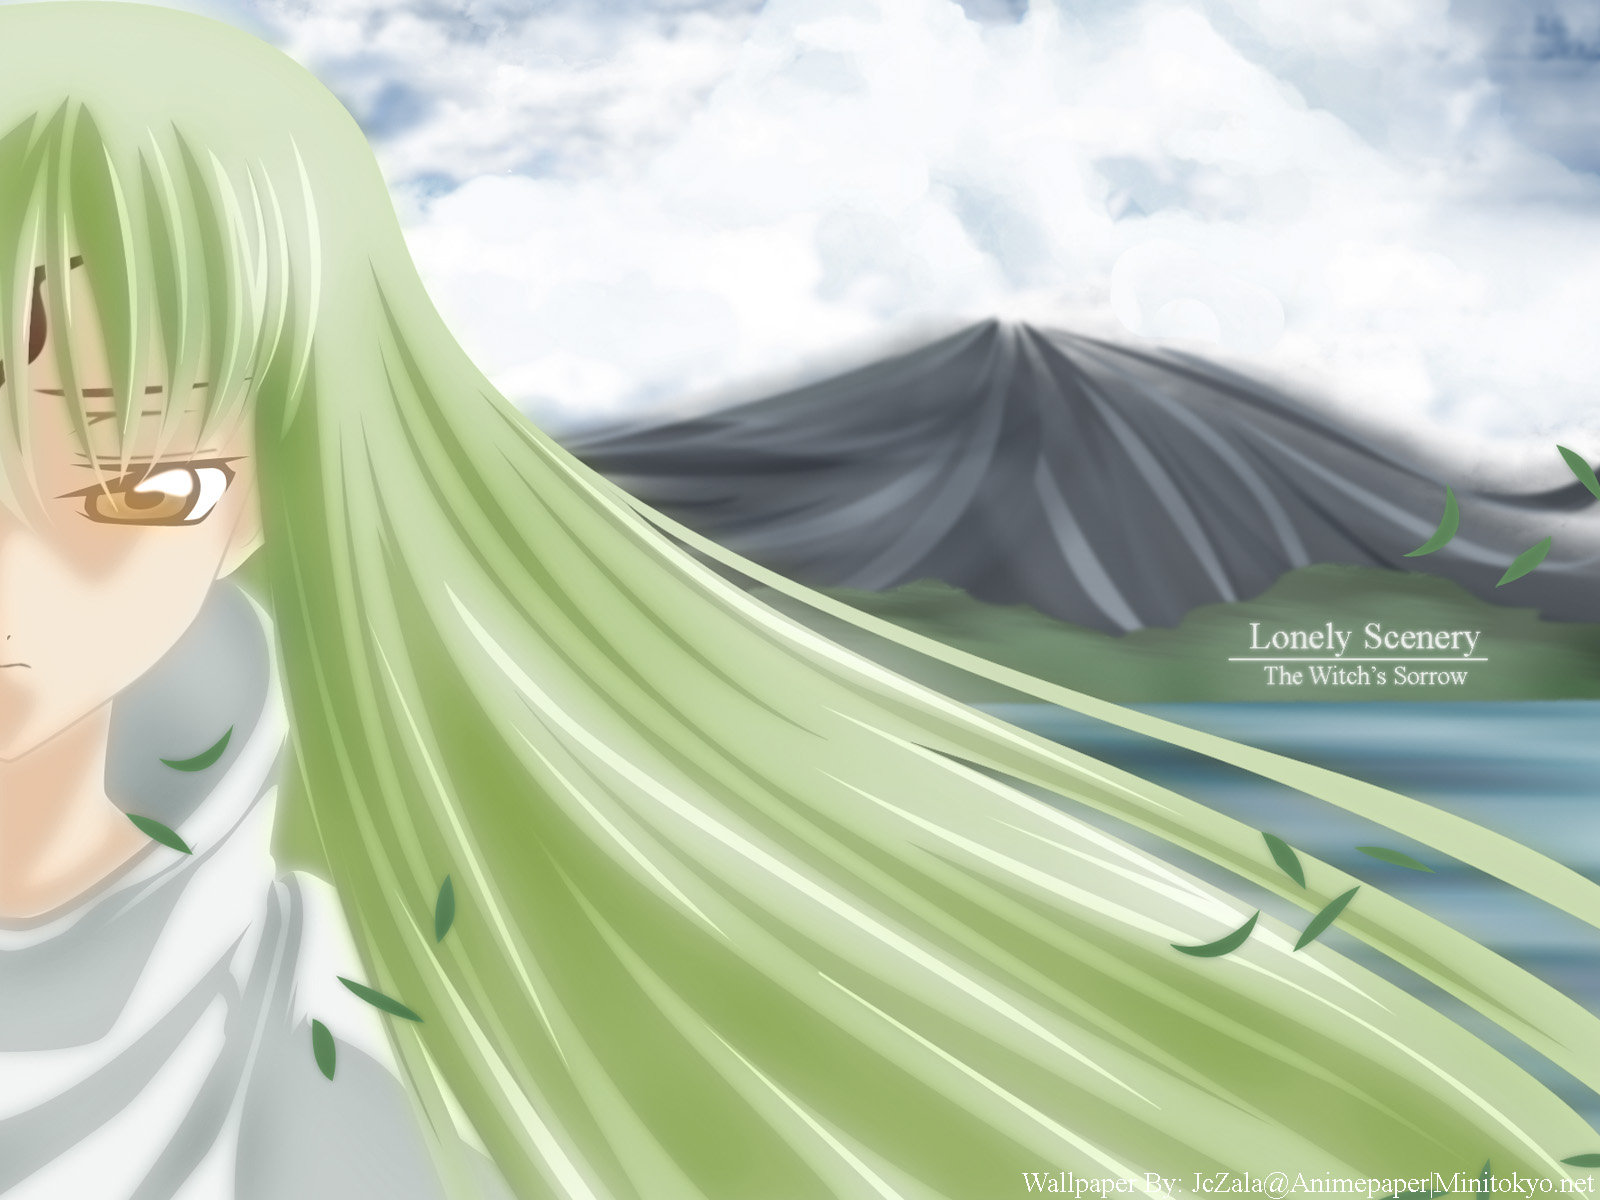 Lonely Scenery
The Witch's Sorrow
Wallpaper By: JcZala@Animepaper|Minitokyo.net